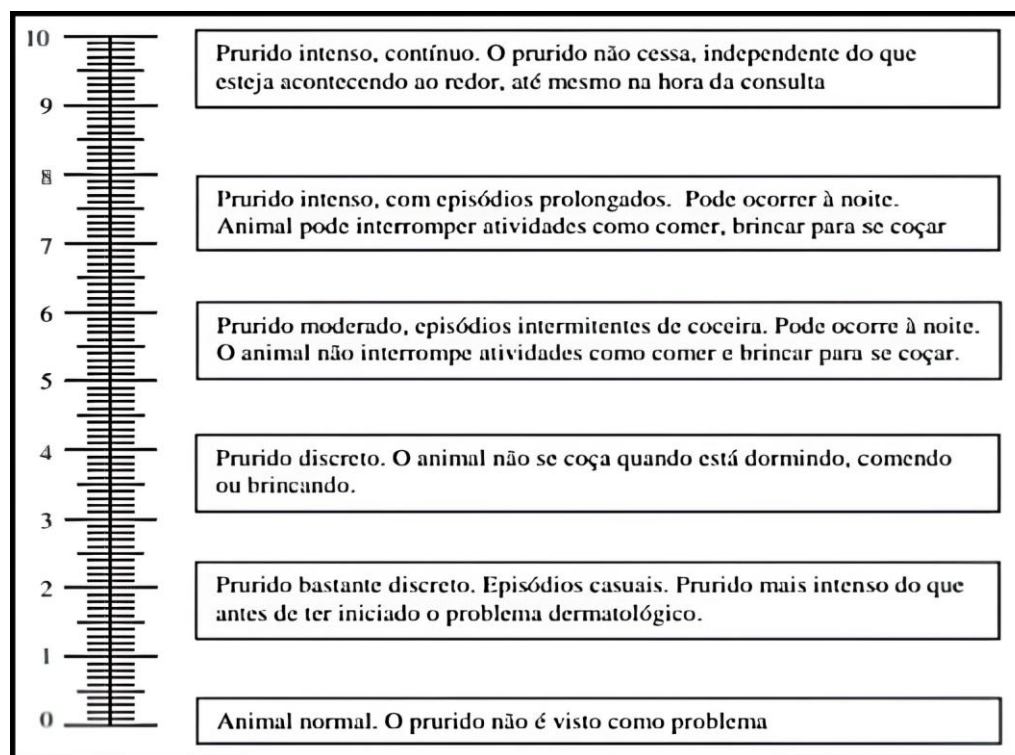 10
Prurido intenso, contínuo. O prurido não cessa, independente do que
esteja acontecendo ao redor, até mesmo na hora da consulta
9
8
Prurido intenso, com episódios prolongados. Pode ocorrer à noite.
Animal pode interromper atividades como comer, brincar para se coçar
7
6
Prurido moderado, episódios intermitentes de coceira. Pode ocorre à noite.
O animal não interrompe atividades como comer e brincar para se coçar.
5
4
Prurido discreto. O animal não se coça quando está dormindo, comendo
ou brincando.
3
2
Prurido bastante discreto. Episódios casuais. Prurido mais intenso do que
antes de ter iniciado o problema dermatológico.
1
0
Animal normal. O prurido não é visto como problema